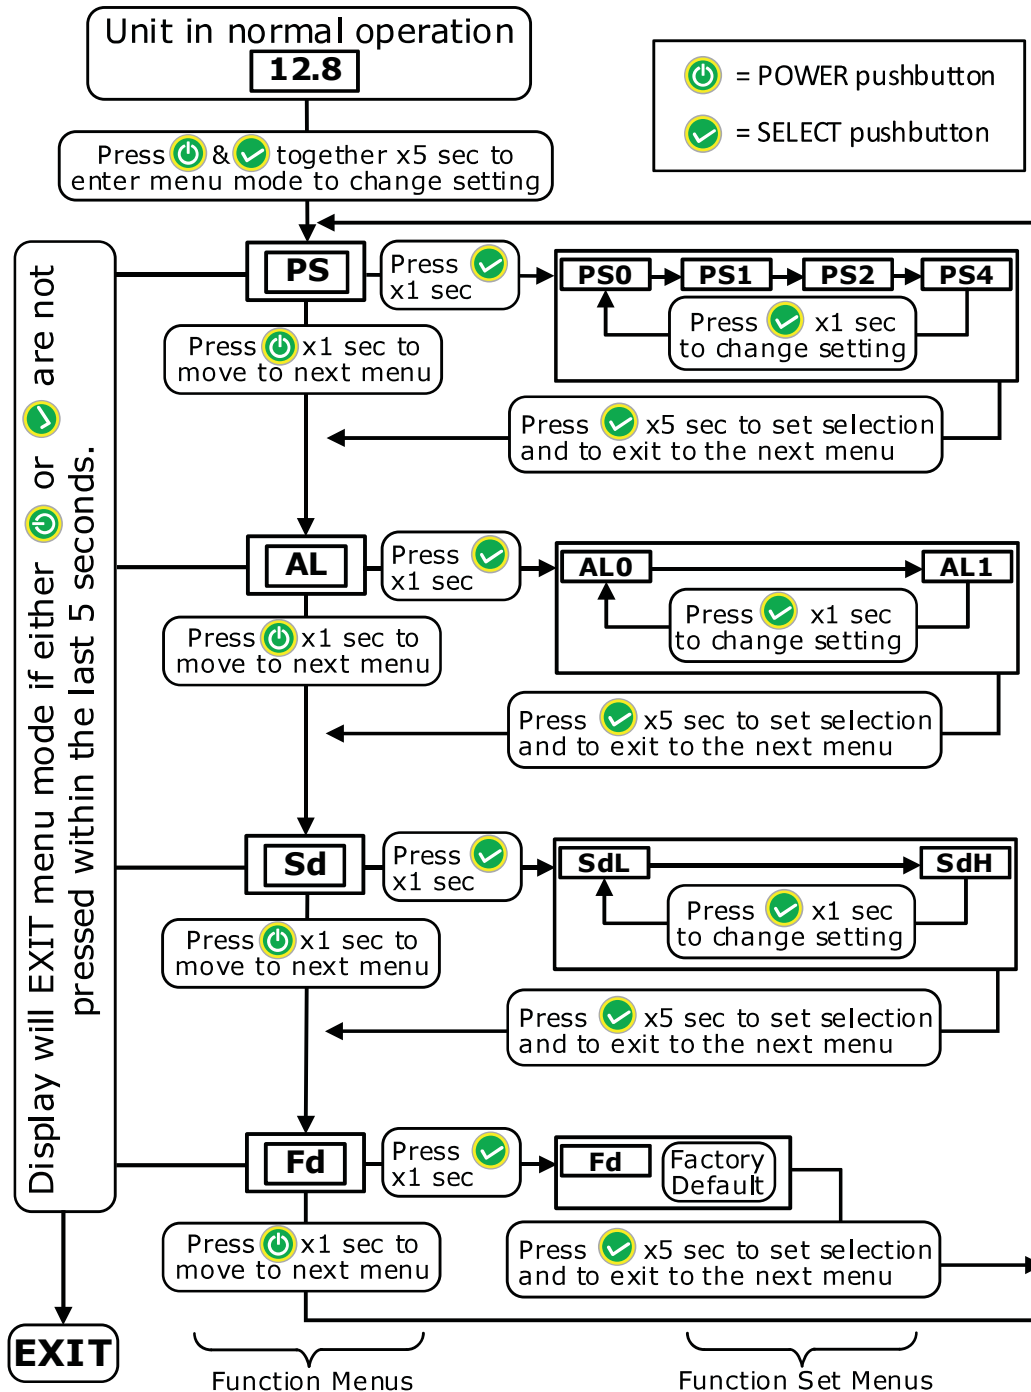 Unit in normal operation
12.8
= POWER pushbutton
= SELECT pushbutton
Press & together x5 sec to
enter menu mode to change setting
Display will EXIT menu mode if either or are not
pressed within the last 5 seconds.
PS
Press
x1 sec
PS0 PS1 PS2 PS4
Press x1 sec
to change setting
Press x1 sec to
move to next menu
Press x5 sec to set selection
and to exit to the next menu
AL
Press
x1 sec
AL0 AL1
Press x1 sec
to change setting
Press x1 sec to
move to next menu
Press x5 sec to set selection
and to exit to the next menu
Sd
Press
x1 sec
SdL SdH
Press x1 sec
to change setting
Press x1 sec to
move to next menu
Press x5 sec to set selection
and to exit to the next menu
Fd
Press
x1 sec
Fd
Factory
Default
Press x1 sec to
move to next menu
Press x5 sec to set selection
and to exit to the next menu
EXIT
Function Menus
Function Set Menus